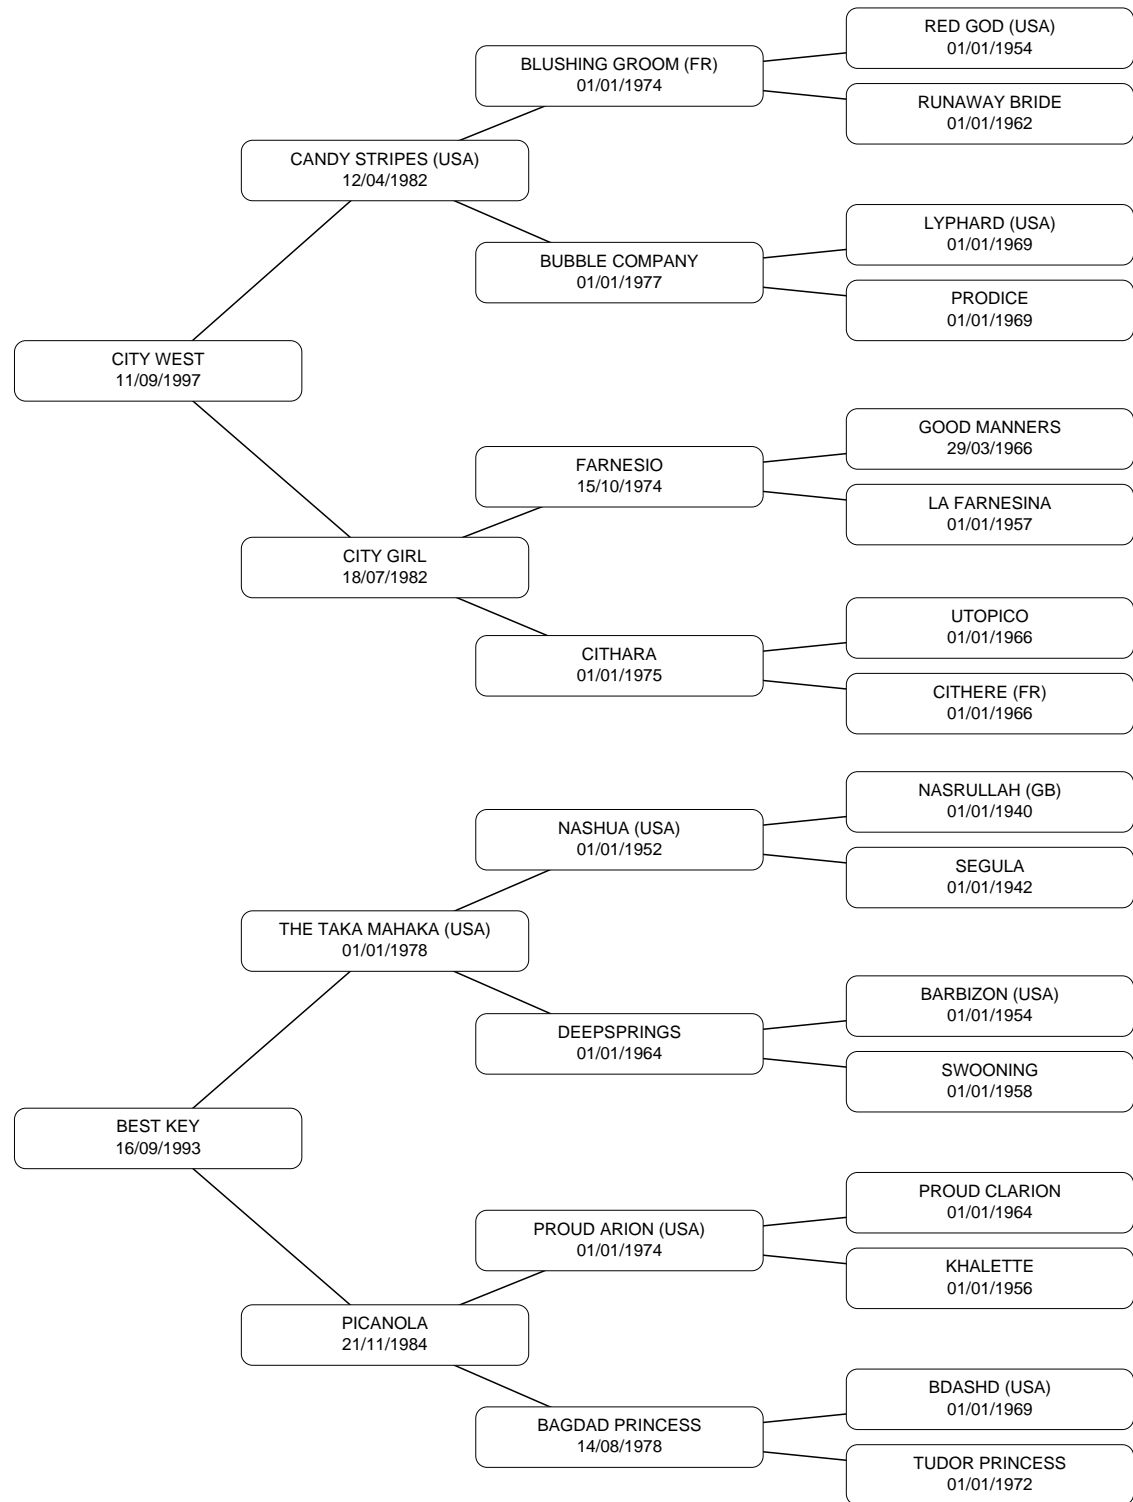 RED GOD (USA)
01/01/1954
BLUSHING GROOM (FR)
01/01/1974
RUNAWAY BRIDE
01/01/1962
CANDY STRIPES (USA)
12/04/1982
LYPHARD (USA)
01/01/1969
BUBBLE COMPANY
01/01/1977
PRODICE
01/01/1969
CITY WEST
11/09/1997
GOOD MANNERS
29/03/1966
FARNESIO
15/10/1974
LA FARNESINA
01/01/1957
CITY GIRL
18/07/1982
UTOPICO
01/01/1966
CITHARA
01/01/1975
CITHERE (FR)
01/01/1966
NASRULLAH (GB)
01/01/1940
NASHUA (USA)
01/01/1952
SEGULA
01/01/1942
THE TAKA MAHAKA (USA)
01/01/1978
BARBIZON (USA)
01/01/1954
DEEPSPRINGS
01/01/1964
SWOONING
01/01/1958
BEST KEY
16/09/1993
PROUD CLARION
01/01/1964
PROUD ARION (USA)
01/01/1974
KHALETTE
01/01/1956
PICANOLA
21/11/1984
BDASHD (USA)
01/01/1969
BAGDAD PRINCESS
14/08/1978
TUDOR PRINCESS
01/01/1972